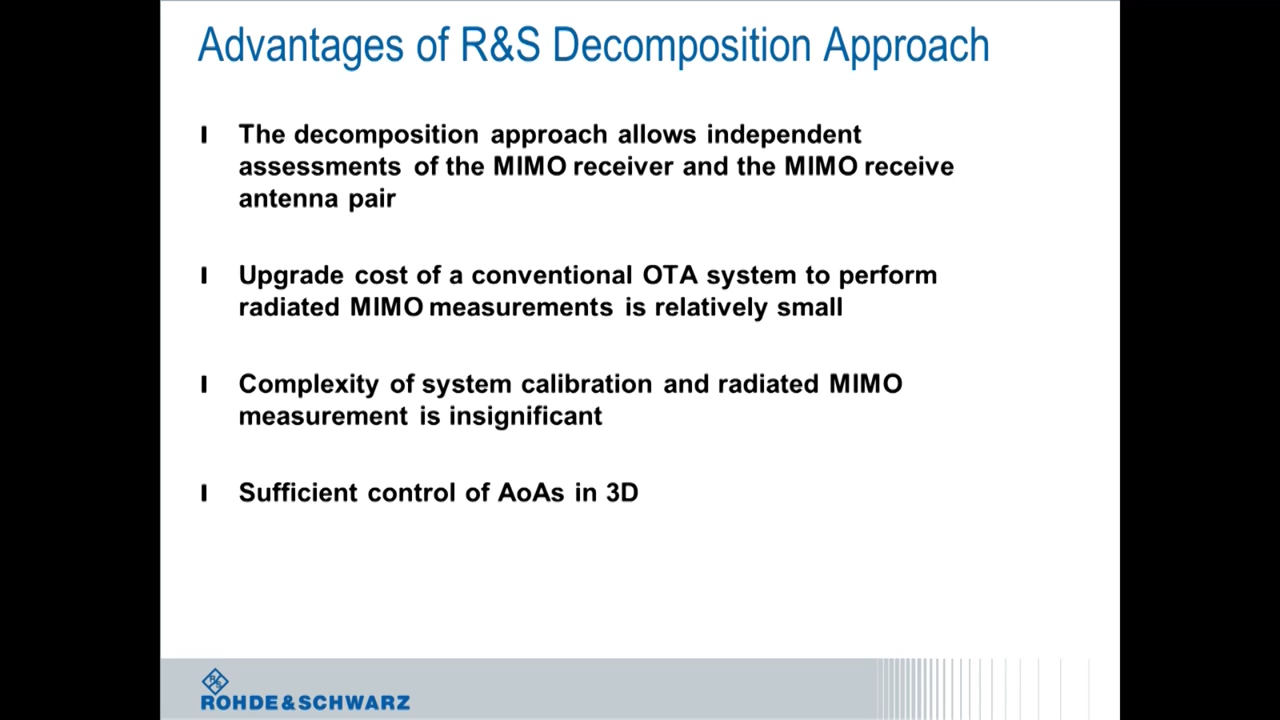 Advantages of R&S Decomposition Approach
The decomposition approach allows independent
assessments of the MIMO receiver and the MIMO receive
antenna pair
Upgrade cost of a conventional OTA system to perform
radiated MIMO measurements is relatively small
Complexity of system calibration and radiated MIMO
measurement is insignificant
Sufficient control of AoAs in 3D
R&S
ROHDE&SCHWARZ